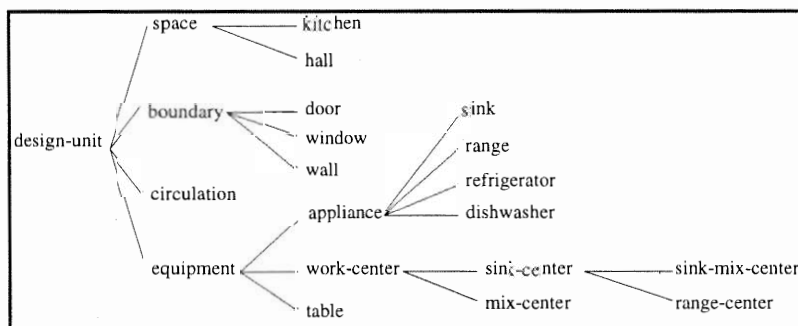 space kitchen
hall
boundary door sink
design-unit window range
wall refrigerator
circulation appliance dishwasher
equipment work-center sink-center sink-mix-center
table mix-center range-center